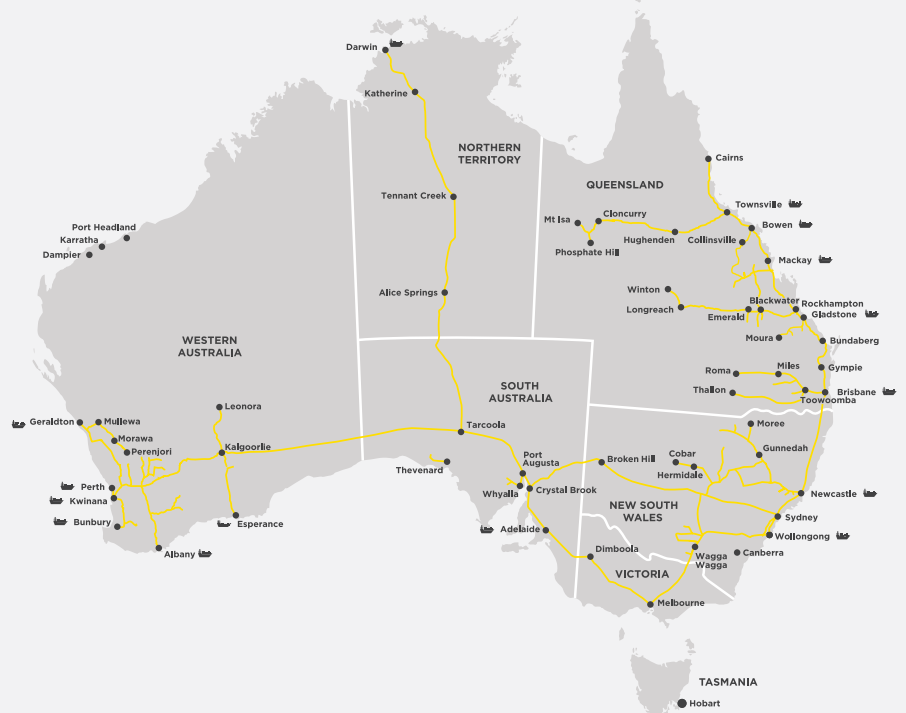 Darwin
Katherine
NORTHERN
TERRITORY
Cairns
QUEENSLAND
Tennant Creek
Townsville
Mt Isa
Cloncurry
Bowen
Port Headland
Karratha
Dampier
Hughenden
Collinsville
Phosphate Hill
Mackay
Alice Springs
Winton
Blackwater
Rockhampton
Longreach
Emerald
Gladstone
WESTERN
AUSTRALIA
Moura
Bundaberg
Roma
Miles
Gympie
SOUTH
AUSTRALIA
Thallon
Brisbane
Toowoomba
Leonora
Geraldton
Mullewa
Moree
Tarcoola
Morawa
Perenjori
Kalgoorlie
Gunnedah
Port
Augusta
Broken Hill
Cobar
Hermidale
Thevenard
Perth
Kwinana
Whyalla
Crystal Brook
Newcastle
NEW SOUTH
WALES
Bunbury
Esperance
Sydney
Adelaide
Wollongong
Albany
Dimboola
Wagga
Wagga
Canberra
VICTORIA
Melbourne
TASMANIA
Hobart